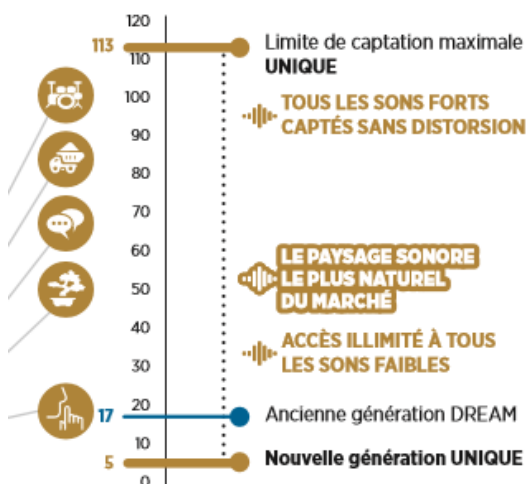 120
113
Limite de captation maximale
UNIQUE
110
100
TOUS LES SONS FORTS
CAPTÉS SANS DISTORSION
90
80
70
60
LE PAYSAGE SONORE
LE PLUS NATUREL
DU MARCHÉ
50
40
ACCÈS ILLIMITÉ À TOUS
LES SONS FAIBLES
30
20
17
Ancienne génération DREAM
10
5
Nouvelle génération UNIQUE
0